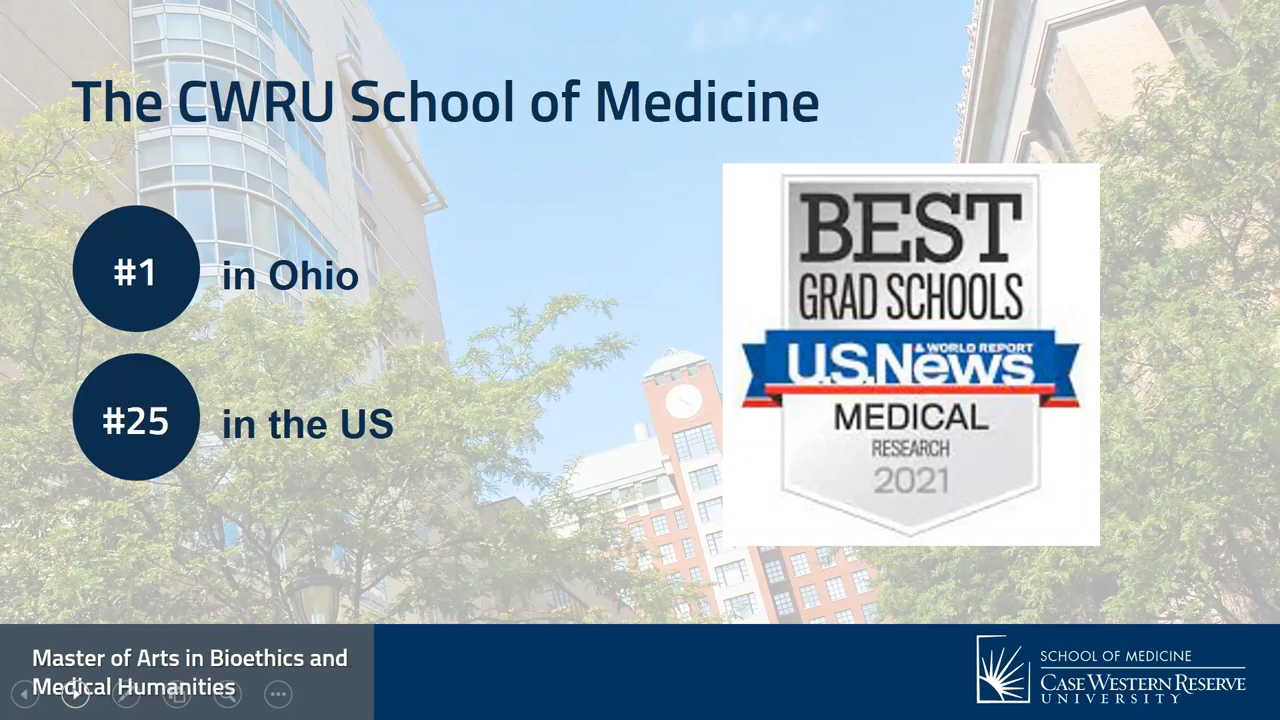 The CWRU School of Medicine
#1
in Ohio
#25
in the US
BEST
GRAD SCHOOLS
U.S.News
& WORLD REPORT
MEDICAL
RESEARCH
2021
Master of Arts in Bioethics and
Medical Humanities
SCHOOL OF MEDICINE
CASE WESTERN RESERVE
UNIVERSITY